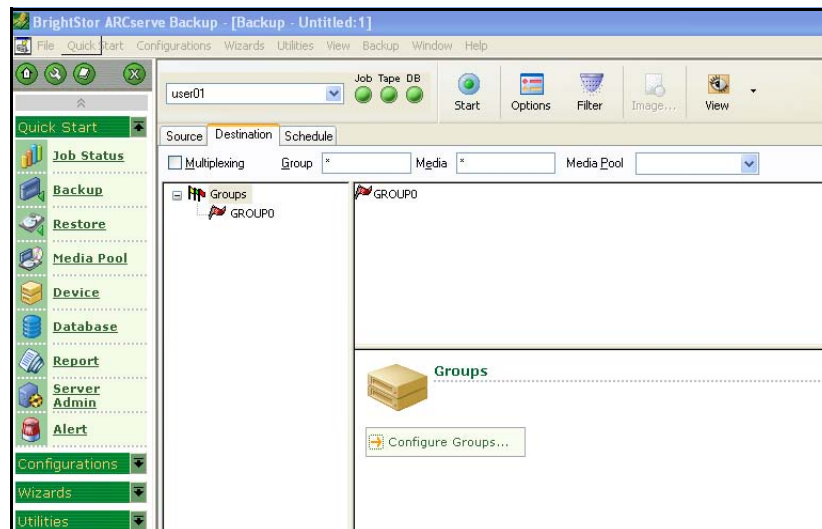 BrightStor ARCserve Backup - [Backup - Untitled:1]
File Quick Start Configurations Wizards Utilities View Backup Window Help
user01
Job Tape DB
Start
Options
Filter
Image...
View
Quick Start
Job Status
Backup
Restore
Media Pool
Device
Database
Report
Server
Admin
Alert
Configurations
Wizards
Utilities
Source Destination Schedule
Multiplexing Group * Media * Media Pool
Groups
GROUP0
GROUP0
Groups
Configure Groups...